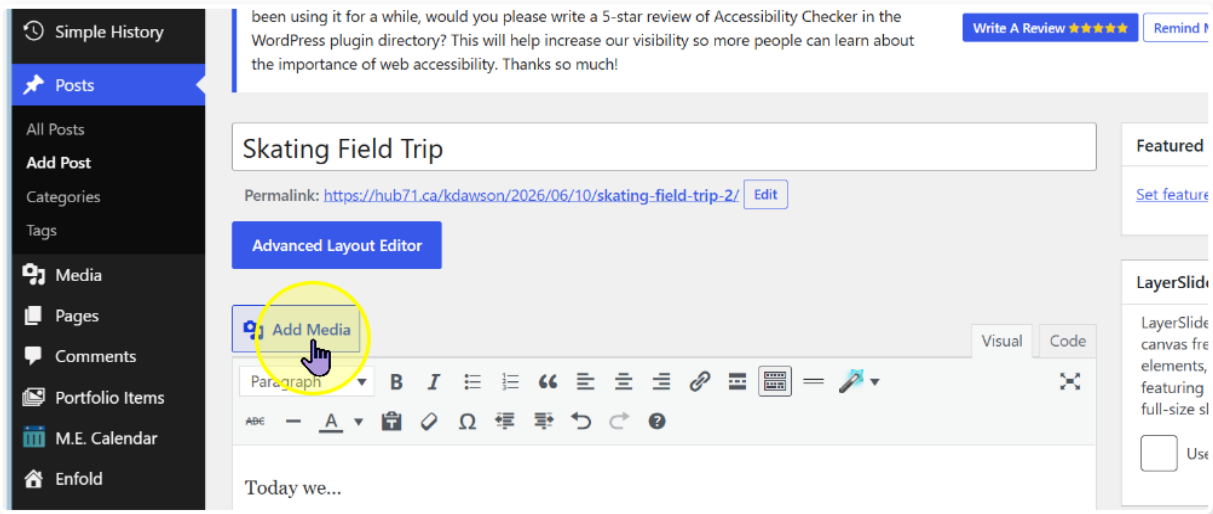 Simple History
Posts
All Posts
Add Post
Categories
Tags
Media
Pages
Comments
Portfolio Items
M.E. Calendar
Enfold
been using it for a while, would you please write a 5-star review of Accessibility Checker in the
WordPress plugin directory? This will help increase our visibility so more people can learn about
the importance of web accessibility. Thanks so much!
Write A Review ★★★★★
Remind
Skating Field Trip
Permalink: https://hub71.ca/kdawson/2026/06/10/skating-field-trip-2/ Edit
Advanced Layout Editor
Add Media
Visual Code
Paragraph B I
ABC A Ω
Today we...
Featured
Set feature
LayerSlide
LayerSlide
canvas fre
elements,
featuring
full-size sl
Use